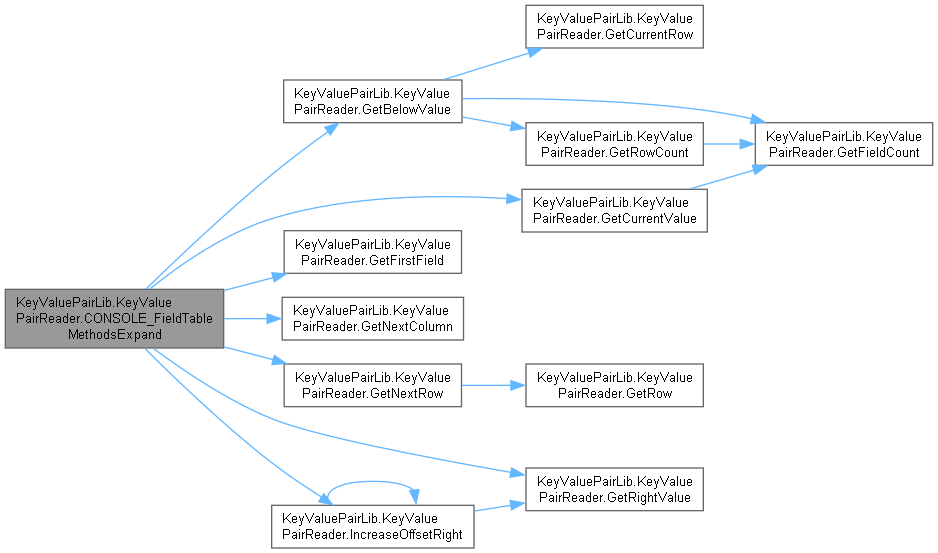 KeyValuePairLib.KeyValue
PairReader.GetCurrentRow
KeyValuePairLib.KeyValue
PairReader.GetBelowValue
KeyValuePairLib.KeyValue
PairReader.GetRowCount
KeyValuePairLib.KeyValue
PairReader.GetFieldCount
KeyValuePairLib.KeyValue
PairReader.GetCurrentValue
KeyValuePairLib.KeyValue
PairReader.GetFirstField
KeyValuePairLib.KeyValue
PairReader.CONSOLE_FieldTable
MethodsExpand
KeyValuePairLib.KeyValue
PairReader.GetNextColumn
KeyValuePairLib.KeyValue
PairReader.GetNextRow
KeyValuePairLib.KeyValue
PairReader.GetRow
KeyValuePairLib.KeyValue
PairReader.GetRightValue
KeyValuePairLib.KeyValue
PairReader.IncreaseOffsetRight